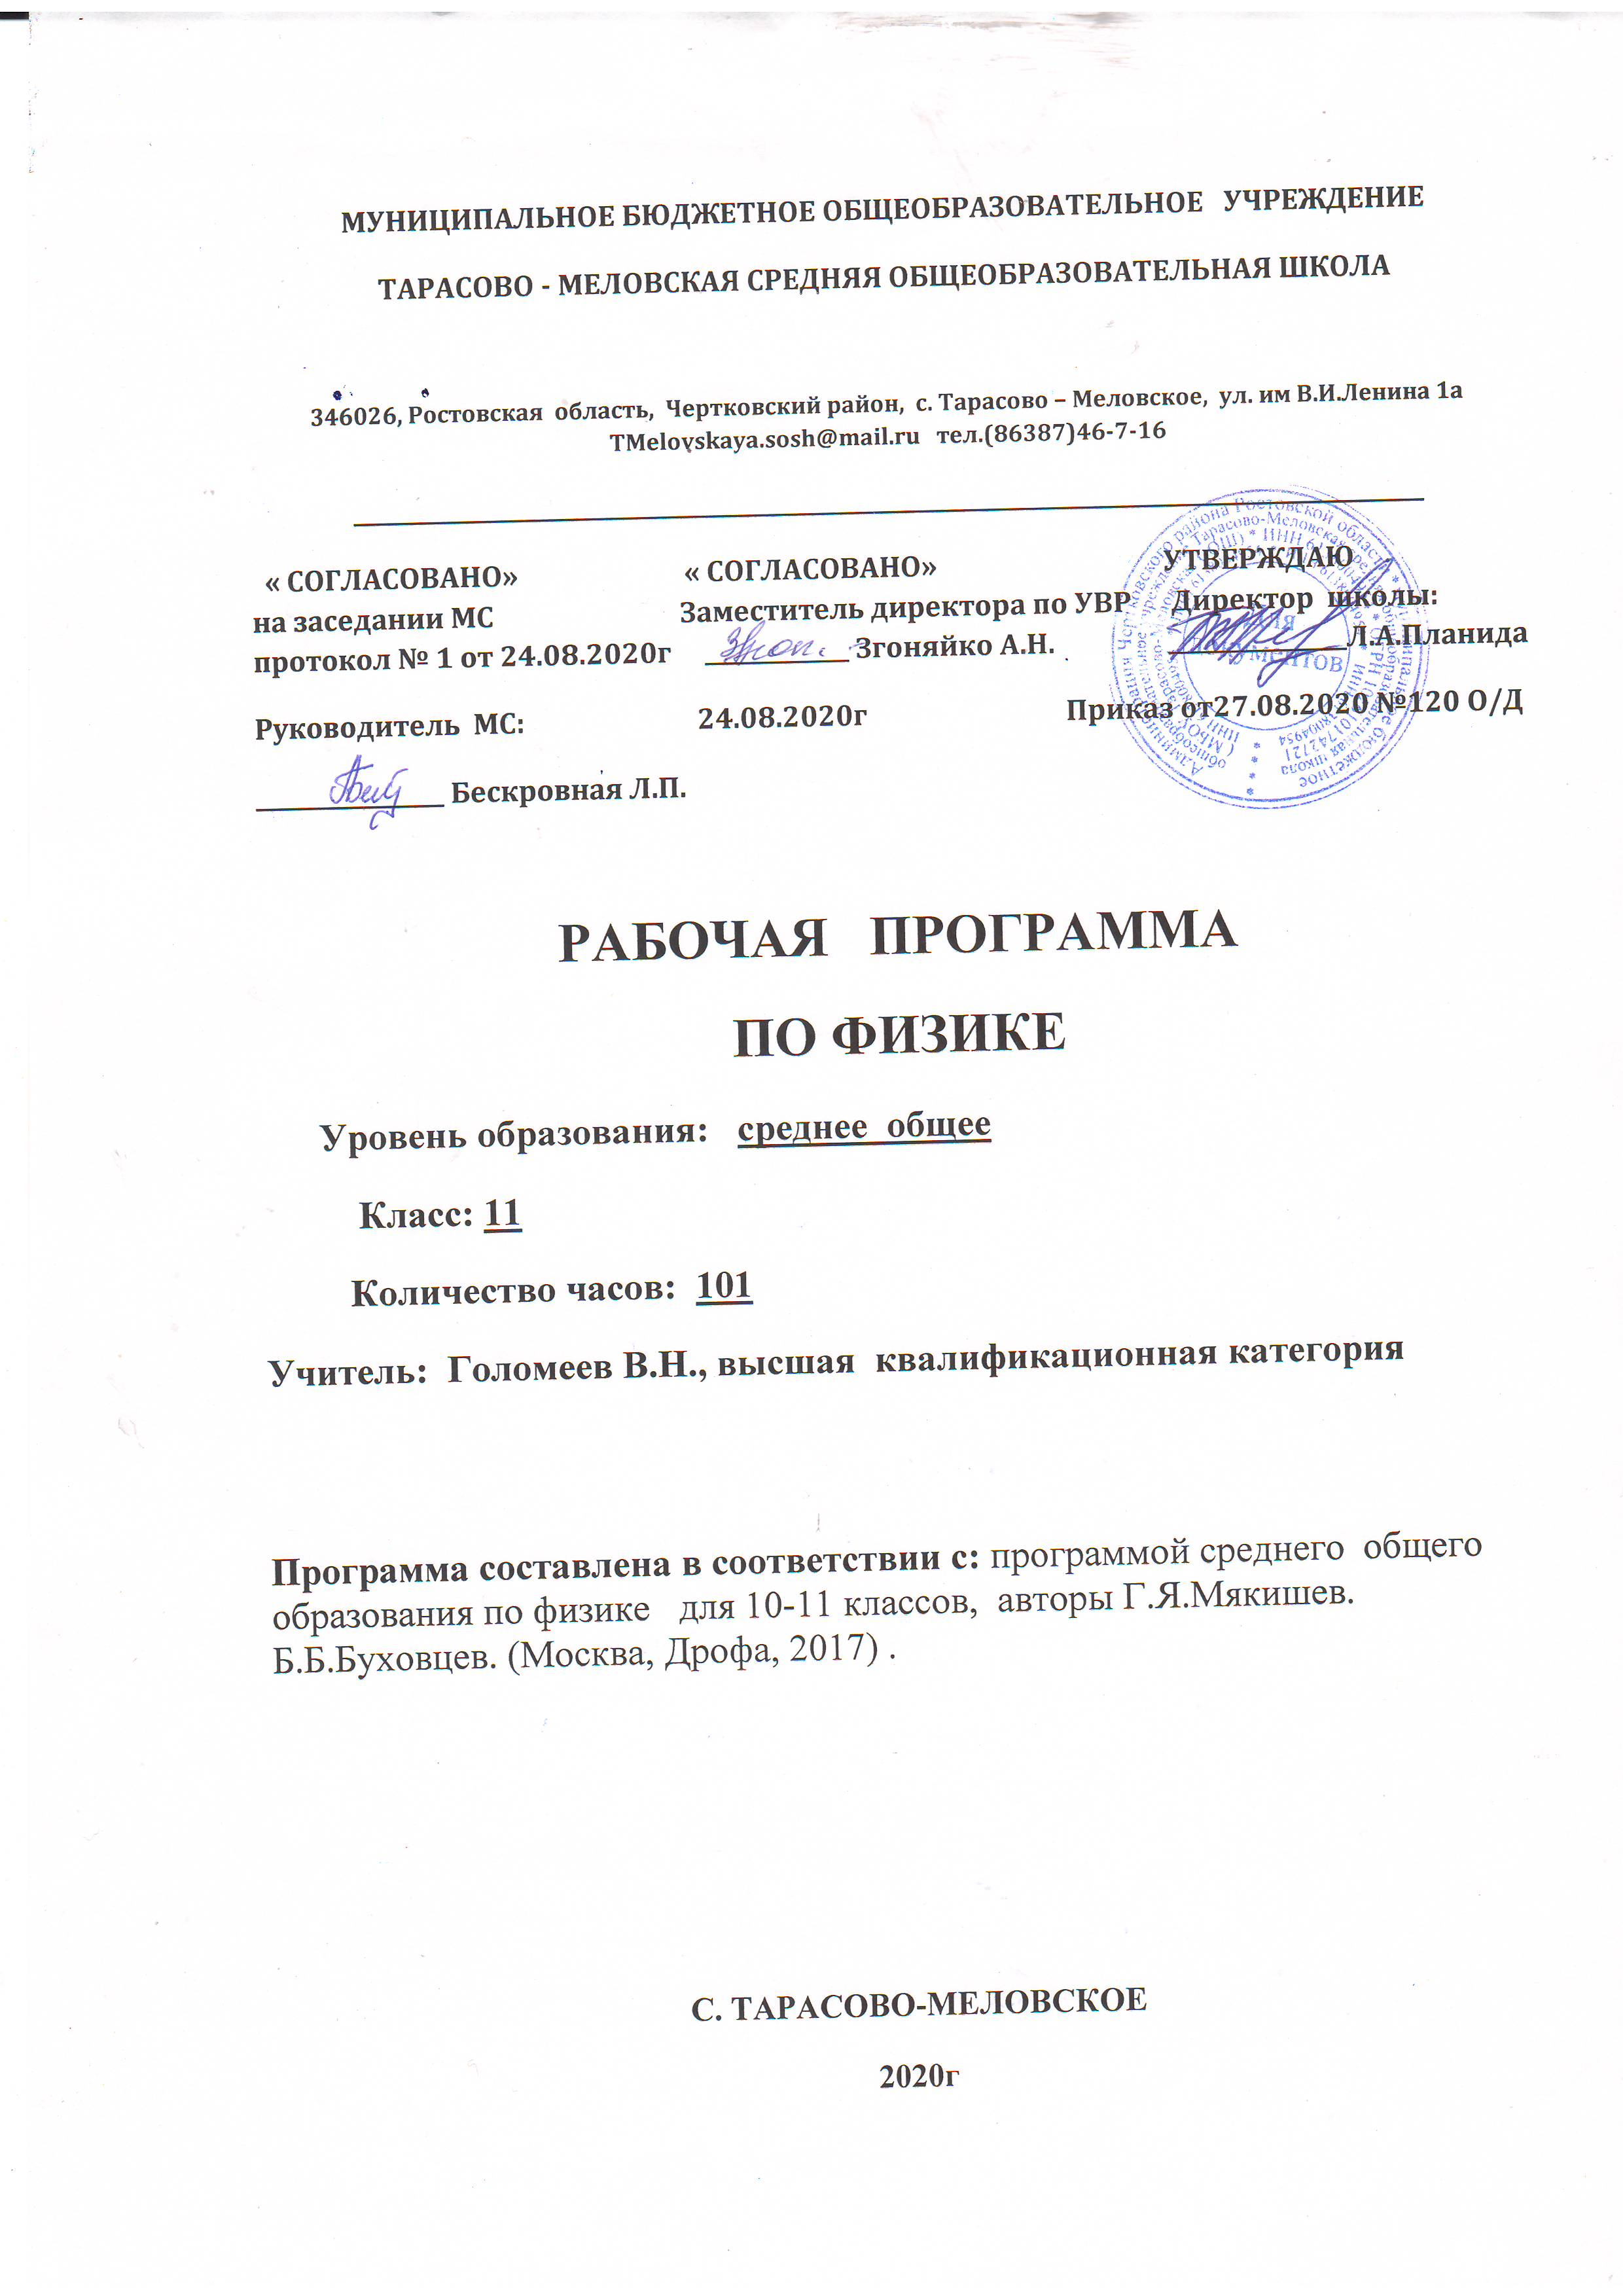 МУНИЦИПАЛЬНОЕ БЮДЖЕТНОЕ ОБЩЕОБРАЗОВАТЕЛЬНОЕ УЧРЕЖДЕНИЕ
ТАРАСОВО - МЕЛОВСКАЯ СРЕДНЯЯ ОБЩЕОБРАЗОВАТЕЛЬНАЯ ШКОЛА
346026, Ростовская область, Чертковский район, с. Тарасово – Меловское, ул. им В.И.Ленина 1а
TMelovskaya.sosh@mail.ru тел.(86387)46-7-16
« СОГЛАСОВАНО»
на заседании МС
протокол № 1 от 24.08.2020г
Руководитель МС:
Бескровная Л.П.
« СОГЛАСОВАНО»
Заместитель директора по УВР
Згоняйко А.Н.
24.08.2020г
УТВЕРЖДАЮ
Директор школы:
Л.А.Планида
Приказ от27.08.2020 №120 О/Д
РАБОЧАЯ ПРОГРАММА
ПО ФИЗИКЕ
Уровень образования: среднее общее
Класс: 11
Количество часов: 101
Учитель: Голомеев В.Н., высшая квалификационная категория
Программа составлена в соответствии с: программой среднего общего
образования по физике для 10-11 классов, авторы Г.Я.Мякишев.
Б.Б.Буховцев. (Москва, Дрофа, 2017) .
С. ТАРАСОВО-МЕЛОВСКОЕ
2020г